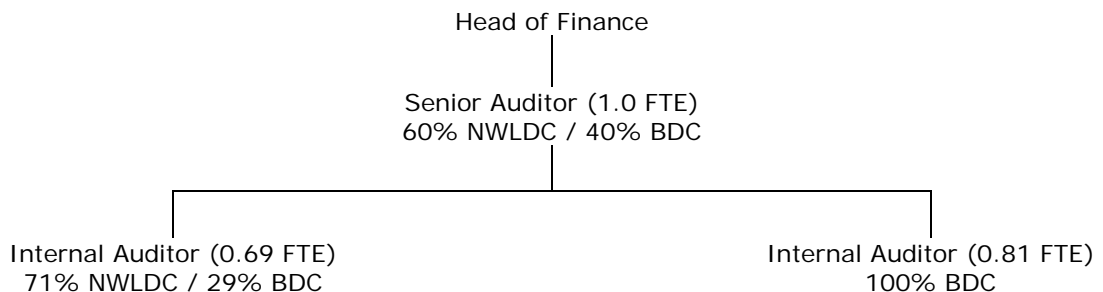 Head of Finance
Senior Auditor (1.0 FTE)
60% NWLDC / 40% BDC
Internal Auditor (0.69 FTE)
71% NWLDC / 29% BDC
Internal Auditor (0.81 FTE)
100% BDC